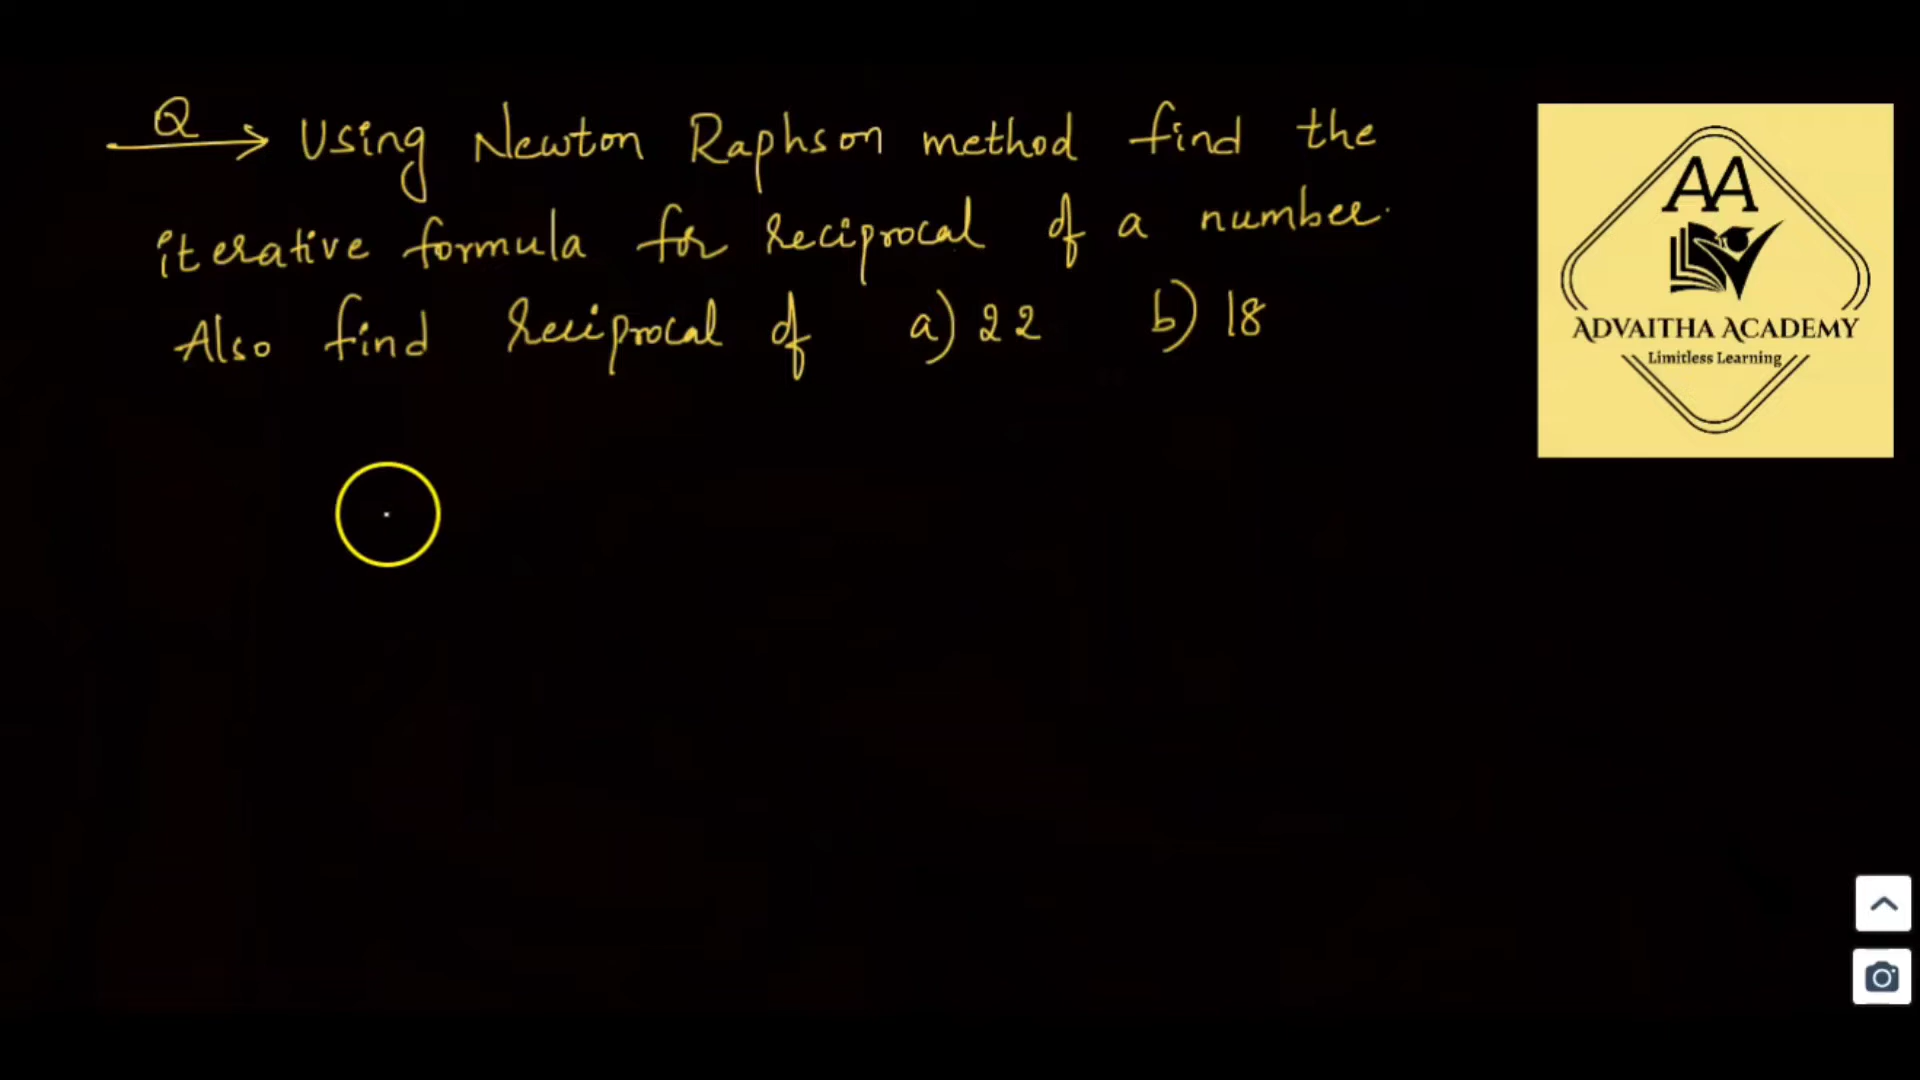 Q → Using Newton Raphson method find the
iterative formula for reciprocal of a number.
Also find reciprocal of a) 22 b) 18
AA
ADVAITHA ACADEMY
Limitless Learning